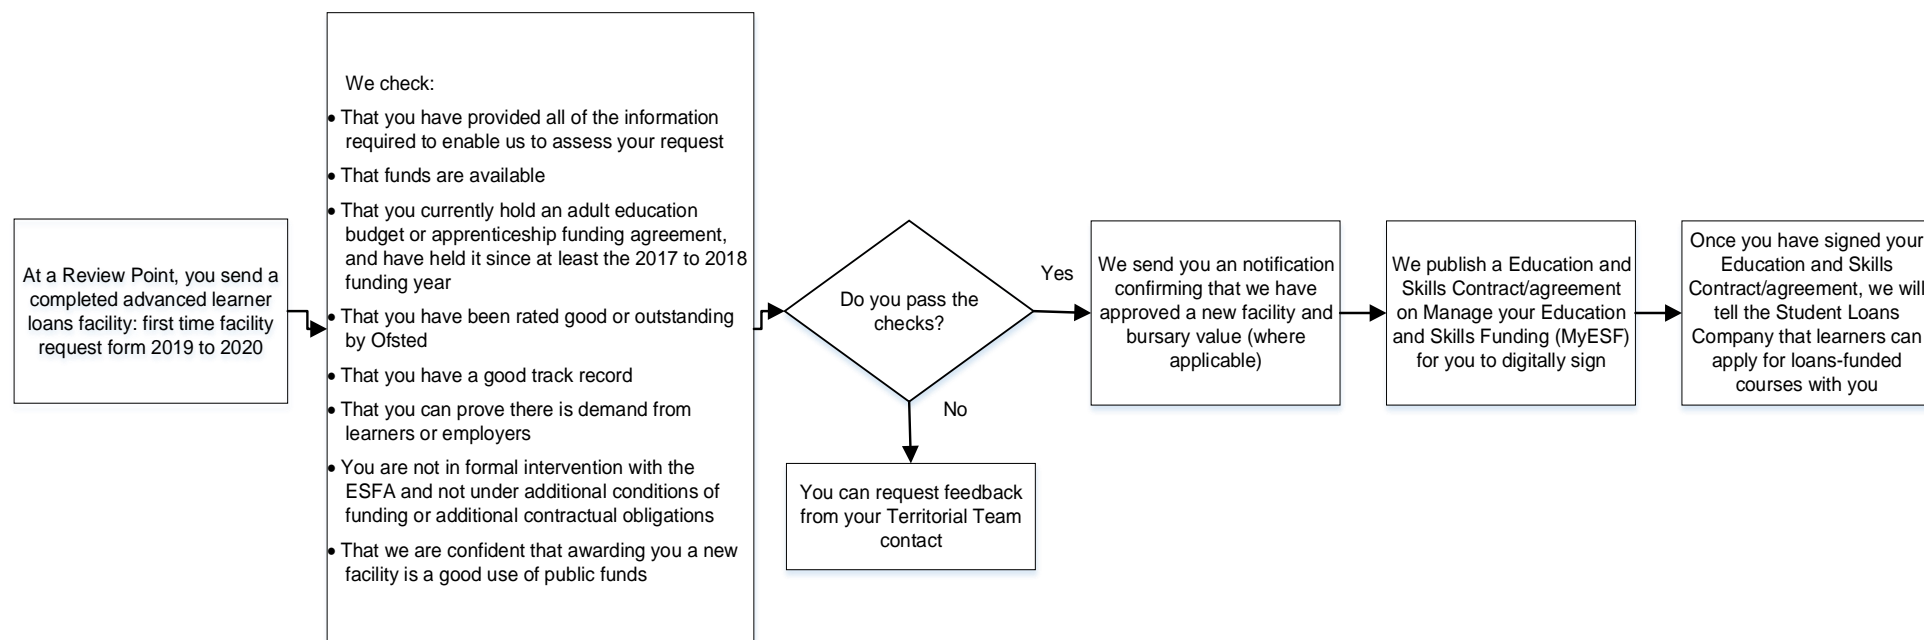 At a Review Point, you send a
completed advanced learner
loans facility: first time facility
request form 2019 to 2020
We check:
• That you have provided all of the information
required to enable us to assess your request
• That funds are available
• That you currently hold an adult education
budget or apprenticeship funding agreement,
and have held it since at least the 2017 to 2018
funding year
• That you have been rated good or outstanding
by Ofsted
• That you have a good track record
• That you can prove there is demand from
learners or employers
• You are not in formal intervention with the
ESFA and not under additional conditions of
funding or additional contractual obligations
• That we are confident that awarding you a new
facility is a good use of public funds
Do you pass the
checks?
Yes
No
You can request feedback
from your Territorial Team
contact
We send you an notification
confirming that we have
approved a new facility and
bursary value (where
applicable)
We publish a Education and
Skills Contract/agreement
on Manage your Education
and Skills Funding (MyESF)
for you to digitally sign
Once you have signed your
Education and Skills
Contract/agreement, we will
tell the Student Loans
Company that learners can
apply for loans-funded
courses with you